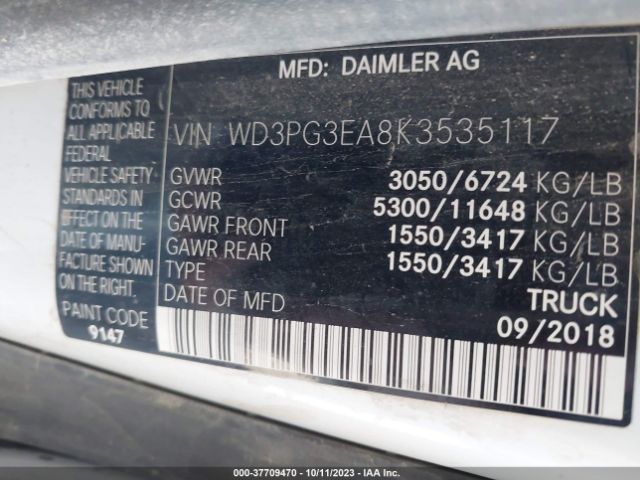 MFD: DAIMLER AG
THIS VEHICLE
CONFORMS TO
ALL APPLICABLE
FEDERAL
VEHICLE SAFETY
STANDARDS IN
EFFECT ON THE
DATE OF MANU-
FACTURE SHOWN
ON THE RIGHT.
PAINT CODE
9147
VIN WD3PG3EA8K3535117
GVWR 3050/6724 KG/LB
GCWR 5300/11648 KG/LB
GAWR FRONT 1550/3417 KG/LB
GAWR REAR 1550/3417 KG/LB
TYPE TRUCK
DATE OF MFD 09/2018
000-37709470 - 10/11/2023 - IAA Inc.